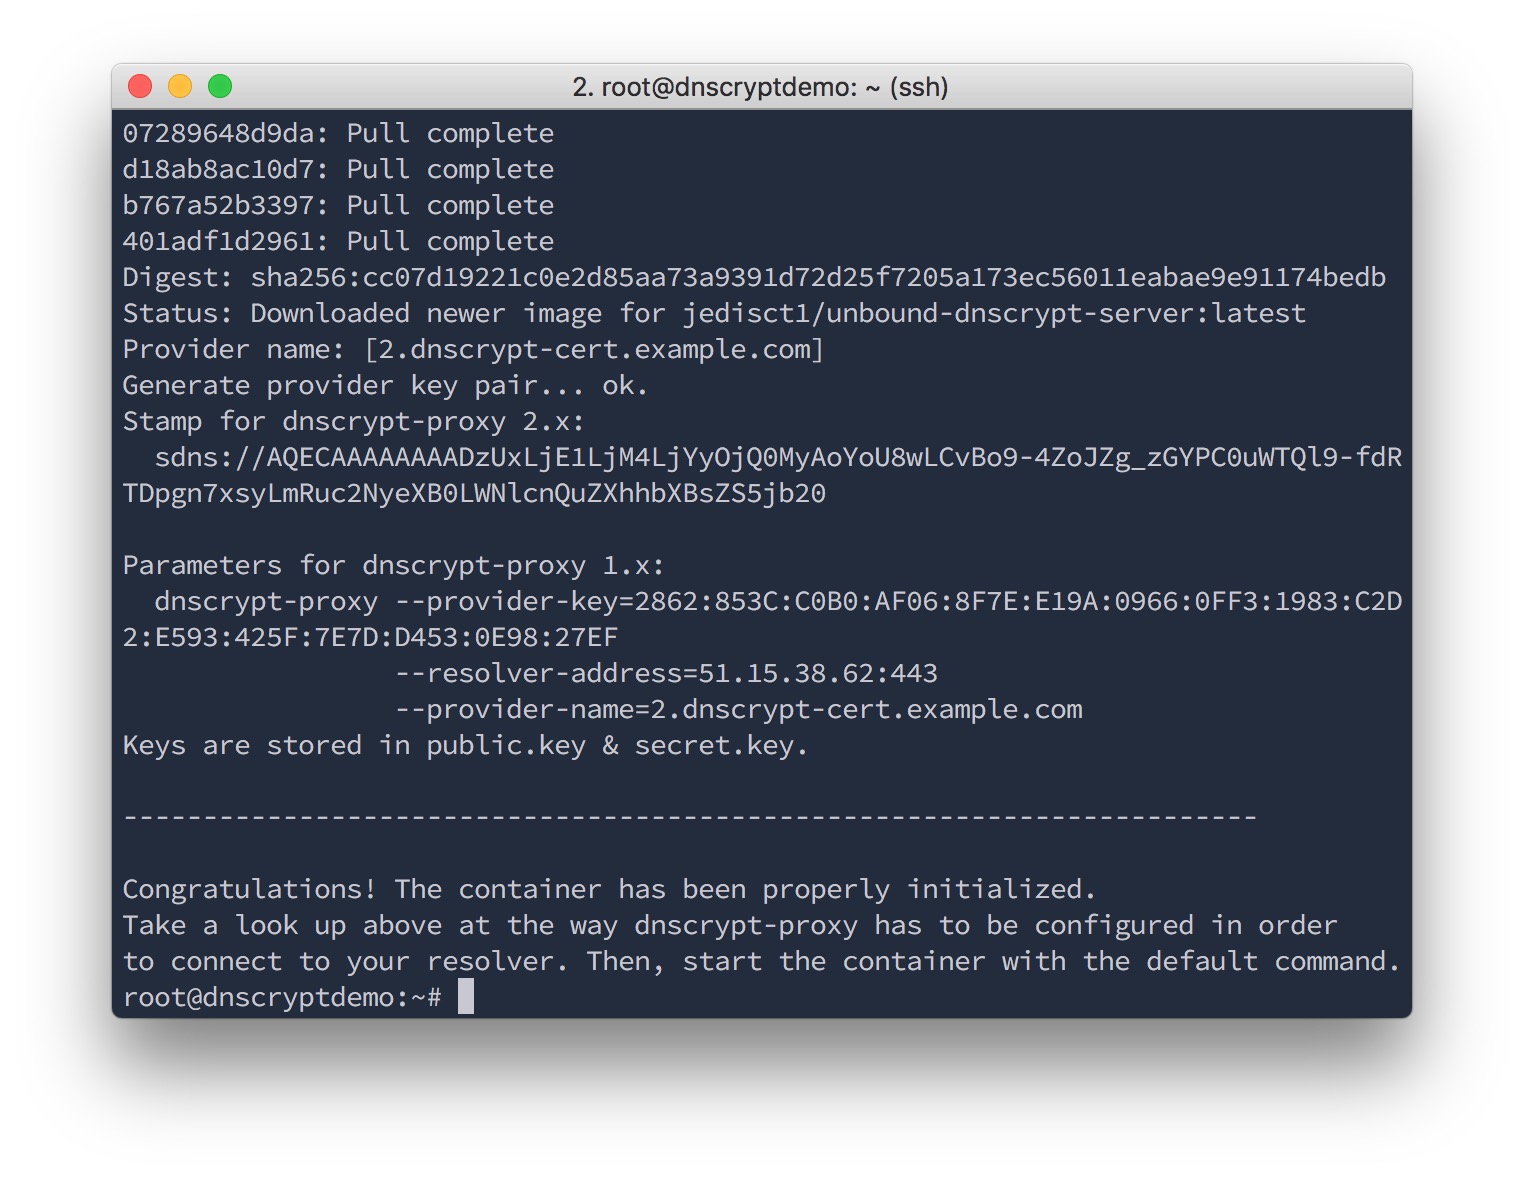 2. root@dnscryptdemo: ~ (ssh)
07289648d9da: Pull complete
d18ab8ac10d7: Pull complete
b767a52b3397: Pull complete
401adf1d2961: Pull complete
Digest: sha256:cc07d19221c0e2d85aa73a9391d72d25f7205a173ec56011eabae9e91174bedb
Status: Downloaded newer image for jedisct1/unbound-dnscrypt-server:latest
Provider name: [2.dnscrypt-cert.example.com]
Generate provider key pair... ok.
Stamp for dnscrypt-proxy 2.x:
  sdns://AQECAAAAAAAADzUxLjE1LjM4LjYyOjQ0MyAoYoU8wLCvBo9-4ZoJZg_zGYPC0uWTQl9-fdR
TDpgn7xsyLmRuc2NyeXB0LWNlcnQuZXhhbXBsZS5jb20

Parameters for dnscrypt-proxy 1.x:
  dnscrypt-proxy --provider-key=2862:853C:C0B0:AF06:8F7E:E19A:0966:0FF3:1983:C2D
2:E593:425F:7E7D:D453:0E98:27EF
                 --resolver-address=51.15.38.62:443
                 --provider-name=2.dnscrypt-cert.example.com
Keys are stored in public.key & secret.key.

-----------------------------------------------------------------------

Congratulations! The container has been properly initialized.
Take a look up above at the way dnscrypt-proxy has to be configured in order
to connect to your resolver. Then, start the container with the default command.
root@dnscryptdemo:~#